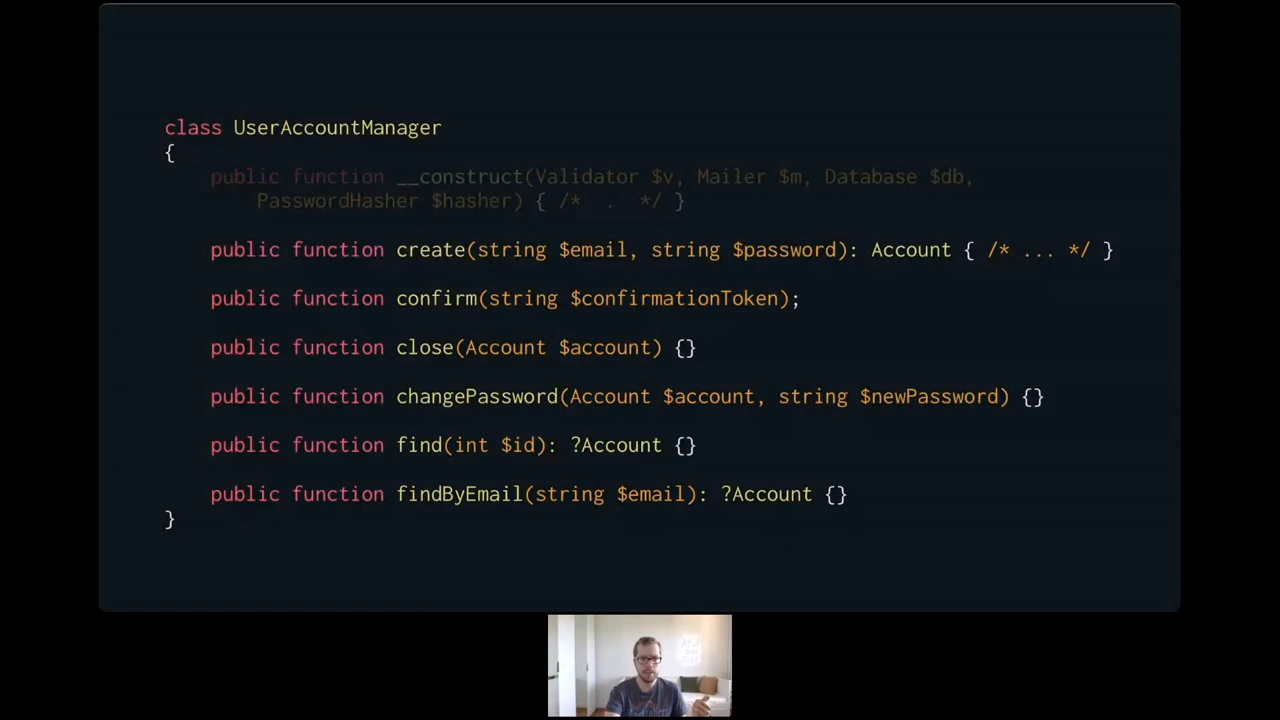 class UserAccountManager
{
public function __construct(Validator $v, Mailer $m, Database $db,
PasswordHasher $hasher) { /* . */ }
public function create(string $email, string $password): Account { /* ... */ }
public function confirm(string $confirmationToken);
public function close(Account $account) {}
public function changePassword(Account $account, string $newPassword) {}
public function find(int $id): ?Account {}
public function findByEmail(string $email): ?Account {}
}